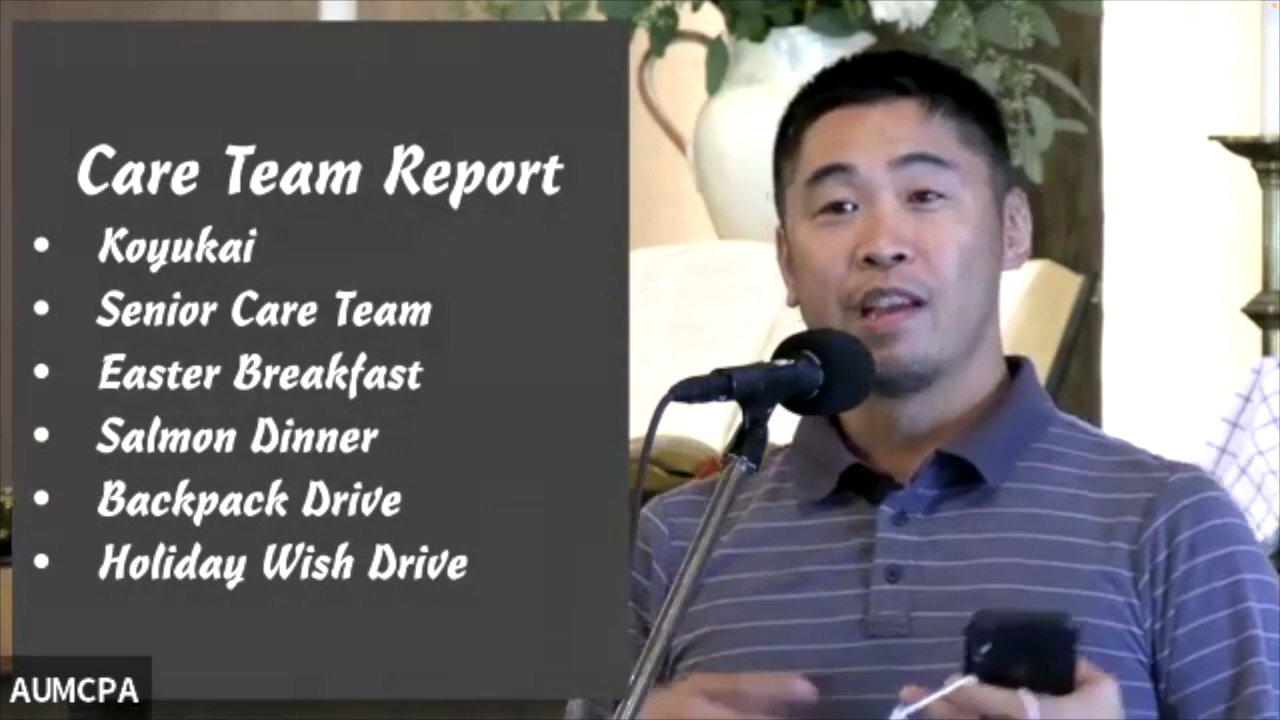 Care Team Report
• Koyukai
• Senior Care Team
• Easter Breakfast
• Salmon Dinner
• Backpack Drive
• Holiday Wish Drive
AUMCPA